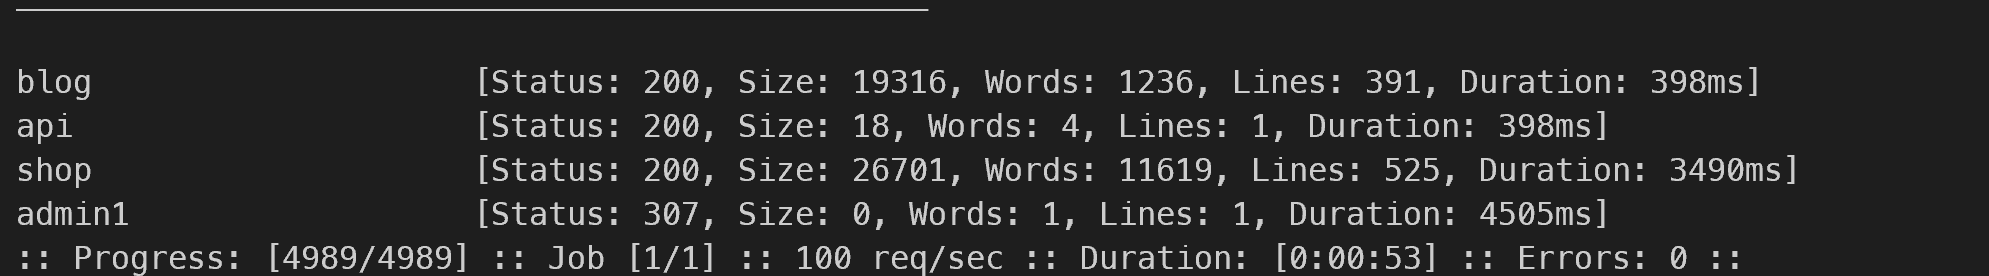 blog [Status: 200, Size: 19316, Words: 1236, Lines: 391, Duration: 398ms]
api [Status: 200, Size: 18, Words: 4, Lines: 1, Duration: 398ms]
shop [Status: 200, Size: 26701, Words: 11619, Lines: 525, Duration: 3490ms]
admin1 [Status: 307, Size: 0, Words: 1, Lines: 1, Duration: 4505ms]
:: Progress: [4989/4989] :: Job [1/1] :: 100 req/sec :: Duration: [0:00:53] :: Errors: 0 ::